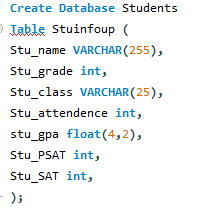 Create Database Students
Table Stuinfoup (
Stu_name VARCHAR(255),
Stu_grade int,
Stu_class VARCHAR(25),
Stu_attendence int,
stu_gpa float(4,2),
Stu_PSAT int,
Stu_SAT int,
);